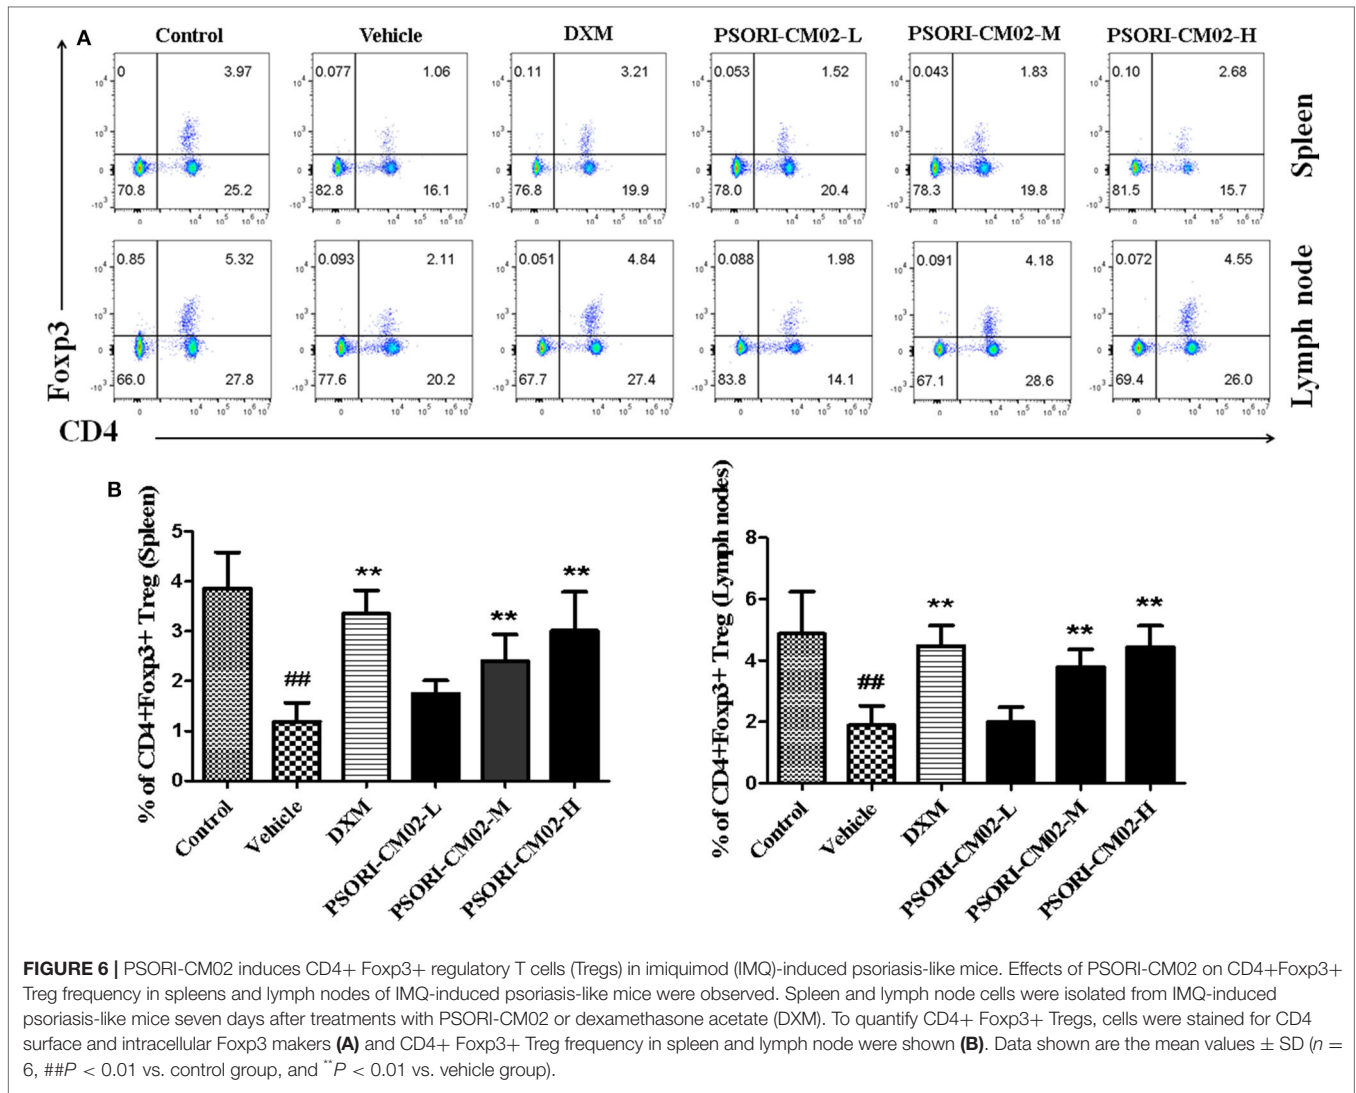 A
Control Vehicle DXM PSORI-CM02-L PSORI-CM02-M PSORI-CM02-H
0 3.97 0.077 1.06 0.11 3.21 0.053 1.52 0.043 1.83 0.10 2.68
70.8 25.2 82.8 16.1 76.8 19.9 78.0 20.4 78.3 19.8 81.5 15.7
Spleen
0.85 5.32 0.093 2.11 0.051 4.84 0.088 1.98 0.091 4.18 0.072 4.55
66.0 27.8 77.6 20.2 67.7 27.4 83.8 14.1 67.1 28.6 69.4 26.0
Lymph node
Foxp3
CD4
B
% of CD4+Foxp3+ Treg (Spleen)
5
4
3
2
1
0
## ** ** **
Control Vehicle DXM PSORI-CM02-L PSORI-CM02-M PSORI-CM02-H
% of CD4+Foxp3+ Treg (Lymph nodes)
8
6
4
2
0
## ** ** **
Control Vehicle DXM PSORI-CM02-L PSORI-CM02-M PSORI-CM02-H
FIGURE 6 | PSORI-CM02 induces CD4+ Foxp3+ regulatory T cells (Tregs) in imiquimod (IMQ)-induced psoriasis-like mice. Effects of PSORI-CM02 on CD4+Foxp3+
Treg frequency in spleens and lymph nodes of IMQ-induced psoriasis-like mice were observed. Spleen and lymph node cells were isolated from IMQ-induced
psoriasis-like mice seven days after treatments with PSORI-CM02 or dexamethasone acetate (DXM). To quantify CD4+ Foxp3+ Tregs, cells were stained for CD4
surface and intracellular Foxp3 makers (A) and CD4+ Foxp3+ Treg frequency in spleen and lymph node were shown (B). Data shown are the mean values ± SD (n =
6, ##P < 0.01 vs. control group, and **P < 0.01 vs. vehicle group).